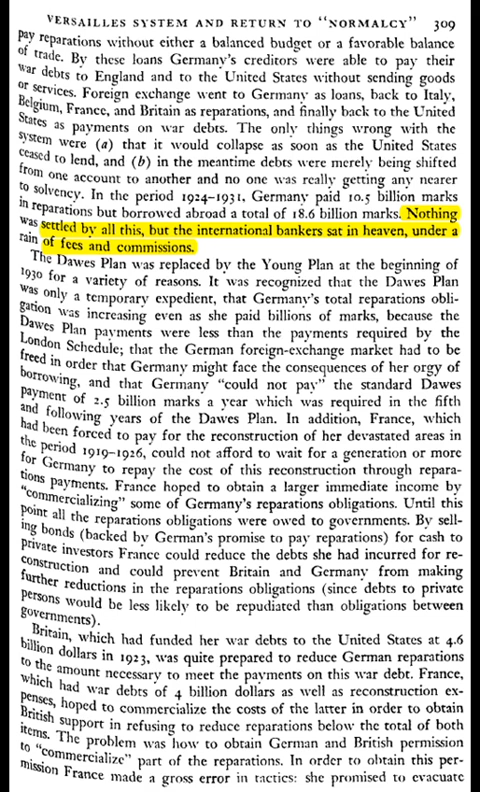 VERSAILLES SYSTEM AND RETURN TO "NORMALCY" 309
pay reparations without either a balanced budget or a favorable balance
of trade. By these loans Germany's creditors were able to pay their
war debts to England and to the United States without sending goods
or services. Foreign exchange went to Germany as loans, back to Italy,
Belgium, France, and Britain as reparations, and finally back to the United
States as payments on war debts. The only things wrong with the
system were (a) that it would collapse as soon as the United States
ceased to lend, and (b) in the meantime debts were merely being shifted
from one account to another and no one was really getting any nearer
to solvency. In the period 1924–1931, Germany paid 10.5 billion marks
in reparations but borrowed abroad a total of 18.6 billion marks. Nothing
was settled by all this, but the international bankers sat in heaven, under a
rain of fees and commissions.
The Dawes Plan was replaced by the Young Plan at the beginning of
1930 for a variety of reasons. It was recognized that the Dawes Plan
was only a temporary expedient, that Germany's total reparations obli-
gation was increasing even as she paid billions of marks, because the
Dawes Plan payments were less than the payments required by the
London Schedule; that the German foreign-exchange market had to be
freed in order that Germany might face the consequences of her orgy of
borrowing, and that Germany "could not pay" the standard Dawes
payment of 2.5 billion marks a year which was required in the fifth
and following years of the Dawes Plan. In addition, France, which
had been forced to pay for the reconstruction of her devastated areas in
the period 1919–1926, could not afford to wait for a generation or more
for Germany to repay the cost of this reconstruction through repara-
tions payments. France hoped to obtain a larger immediate income by
"commercializing" some of Germany's reparations obligations. Until this
point all the reparations obligations were owed to governments. By sell-
ing bonds (backed by German's promise to pay reparations) for cash to
private investors France could reduce the debts she had incurred for re-
construction and could prevent Britain and Germany from making
further reductions in the reparations obligations (since debts to private
persons would be less likely to be repudiated than obligations between
governments).
Britain, which had funded her war debts to the United States at 4.6
billion dollars in 1923, was quite prepared to reduce German reparations
to the amount necessary to meet the payments on this war debt. France,
which had war debts of 4 billion dollars as well as reconstruction ex-
penses, hoped to commercialize the costs of the latter in order to obtain
British support in refusing to reduce reparations below the total of both
items. The problem was how to obtain German and British permission
to "commercialize" part of the reparations. In order to obtain this per-
mission France made a gross error in tactics: she promised to evacuate